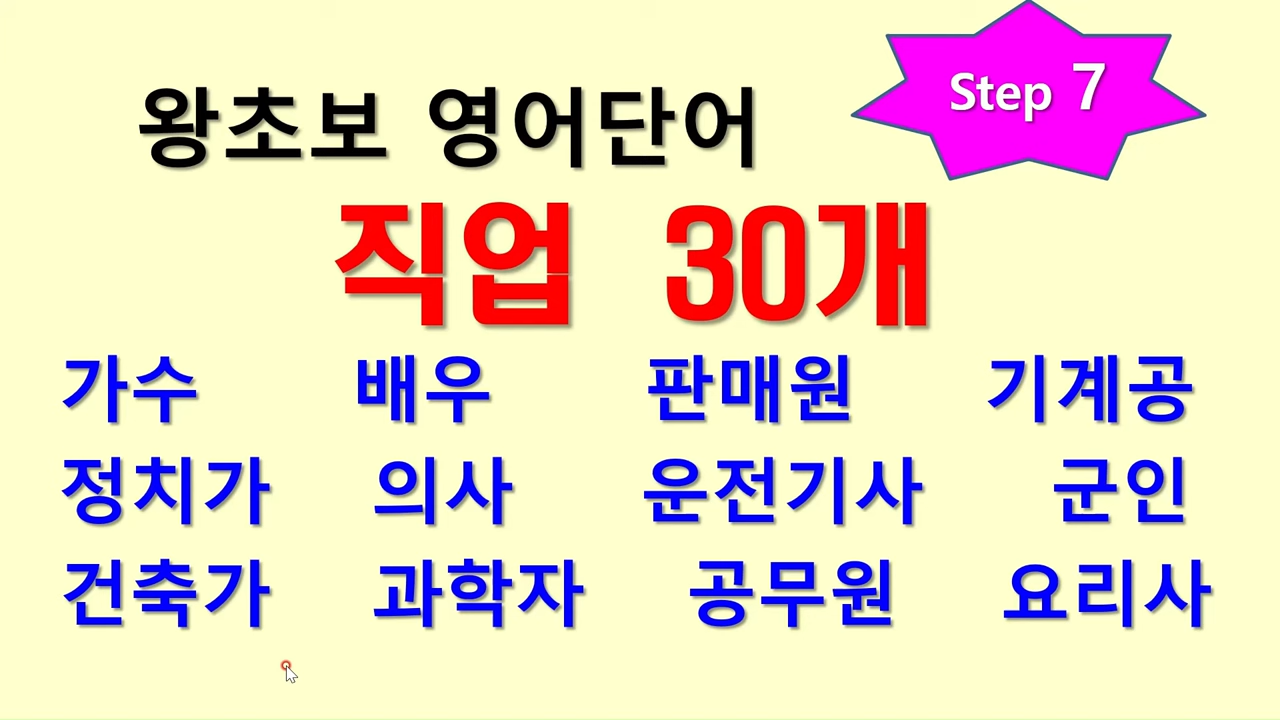 Step 7
왕초보 영어단어
직업 30개
가수 배우 판매원 기계공
정치가 의사 운전기사 군인
건축가 과학자 공무원 요리사